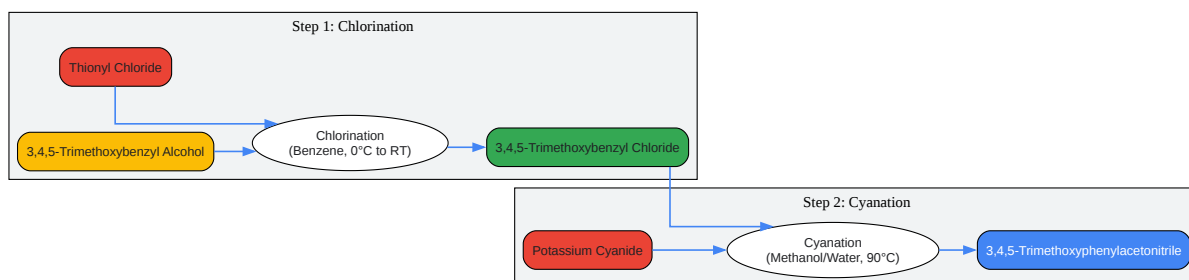 Step 1: Chlorination
Thionyl Chloride
3,4,5-Trimethoxybenzyl Alcohol
Chlorination
(Benzene, 0°C to RT)
3,4,5-Trimethoxybenzyl Chloride
Step 2: Cyanation
Potassium Cyanide
Cyanation
(Methanol/Water, 90°C)
3,4,5-Trimethoxyphenylacetonitrile